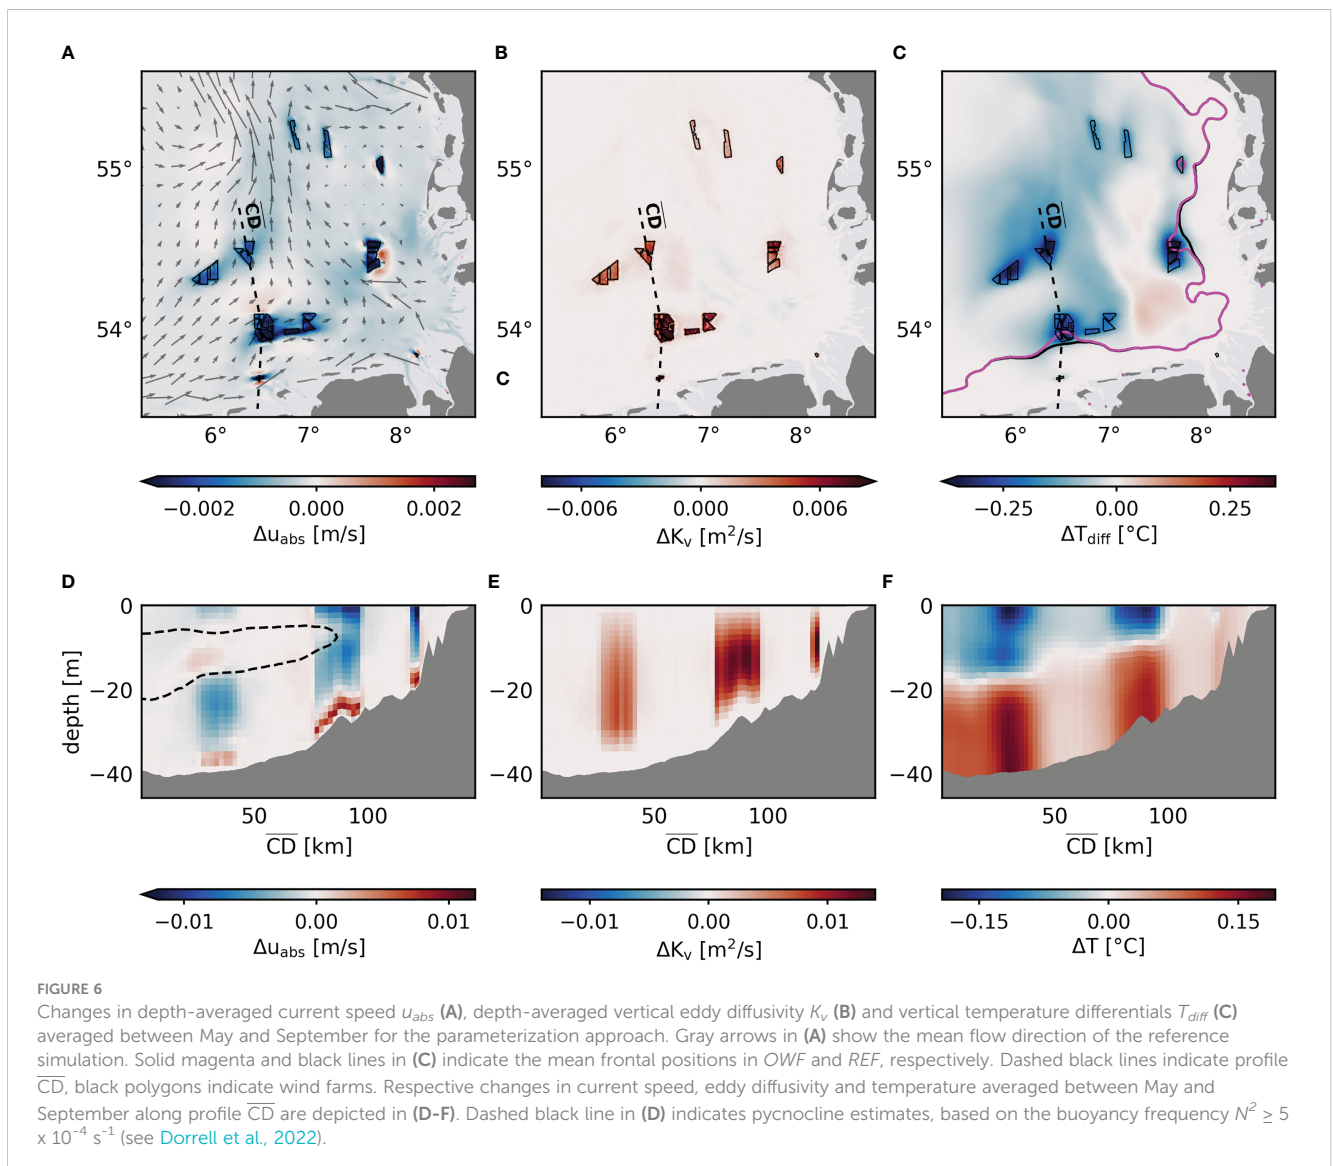 A
B
C
55°
54°
6°
7°
8°
CD
55°
54°
6°
7°
8°
CD
C
55°
54°
6°
7°
8°
CD
−0.002
0.000
0.002
Δu_abs [m/s]
−0.006
0.000
0.006
ΔK_v [m²/s]
−0.25
0.00
0.25
ΔT_diff [°C]
D
E
F
0
−20
−40
depth [m]
50
100
CD [km]
0
−20
−40
50
100
CD [km]
0
−20
−40
50
100
CD [km]
−0.01
0.00
0.01
Δu_abs [m/s]
−0.01
0.00
0.01
ΔK_v [m²/s]
−0.15
0.00
0.15
ΔT [°C]
FIGURE 6
Changes in depth-averaged current speed u_abs (A), depth-averaged vertical eddy diffusivity K_v (B) and vertical temperature differentials T_diff (C)
averaged between May and September for the parameterization approach. Gray arrows in (A) show the mean flow direction of the reference
simulation. Solid magenta and black lines in (C) indicate the mean frontal positions in OWF and REF, respectively. Dashed black lines indicate profile
CD, black polygons indicate wind farms. Respective changes in current speed, eddy diffusivity and temperature averaged between May and
September along profile CD are depicted in (D-F). Dashed black line in (D) indicates pycnocline estimates, based on the buoyancy frequency N² ≥ 5
x 10⁻⁴ s⁻¹ (see Dorrell et al., 2022).